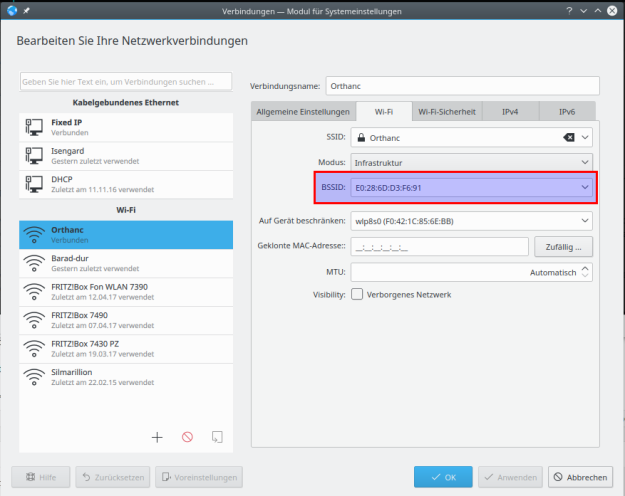 Verbindungen — Modul für Systemeinstellungen
Bearbeiten Sie Ihre Netzwerkverbindungen
Geben Sie hier Text ein, um Verbindungen suchen ...
Kabelgebundenes Ethernet
Fixed IP
Verbunden
Isengard
Gestern zuletzt verwendet
DHCP
Zuletzt am 11.11.16 verwendet
Wi-Fi
Orthanc
Verbunden
Barad-dur
Gestern zuletzt verwendet
FRITZ!Box Fon WLAN 7390
Zuletzt am 12.04.17 verwendet
FRITZ!Box 7490
Zuletzt am 07.04.17 verwendet
FRITZ!Box 7430 PZ
Zuletzt am 19.03.17 verwendet
Silmarillion
Zuletzt am 22.02.15 verwendet
Verbindungsname: Orthanc
Allgemeine Einstellungen Wi-Fi Wi-Fi-Sicherheit IPv4 IPv6
SSID: Orthanc
Modus: Infrastruktur
BSSID: E0:28:6D:D3:F6:91
Auf Gerät beschränken: wlp8s0 (F0:42:1C:85:6E:BB)
Geklonte MAC-Adresse:: __:__:__:__:__:__ Zufällig ...
MTU: Automatisch
Visibility: Verborgenes Netzwerk
Hilfe Zurücksetzen Voreinstellungen OK Anwenden Abbrechen